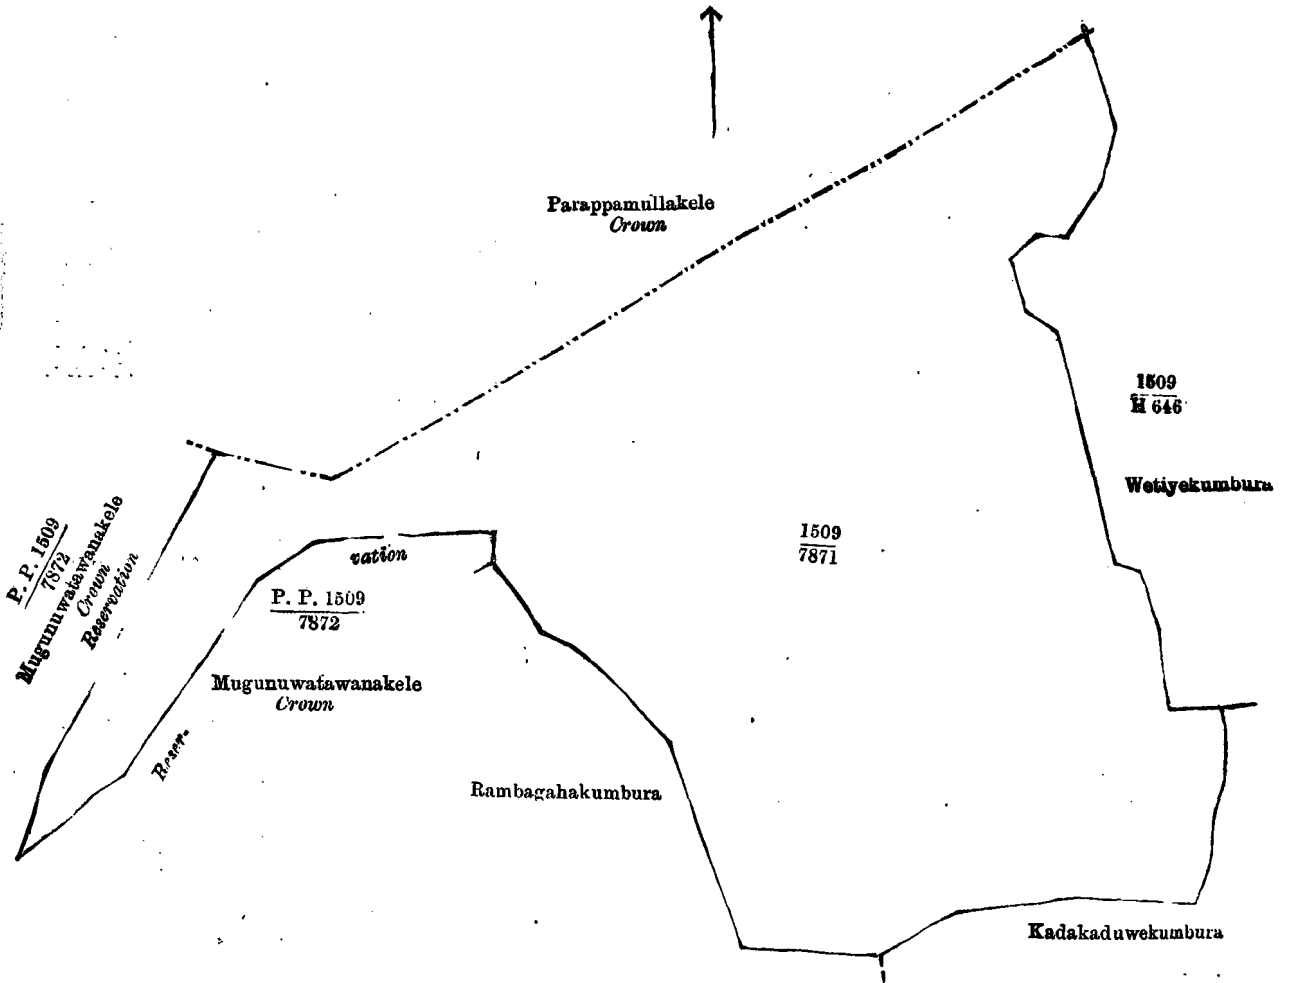 Parappamullakele
Crown
1509
H 646
Wetiyekumbura
P. P. 1509
7872
Mugunuwatawanakele
Crown
Reservation
1509
7871
vation
P. P. 1509
7872
Mugunuwatawanakele
Crown
Reser-
Rambagahakumbura
Kadakaduwekumbura